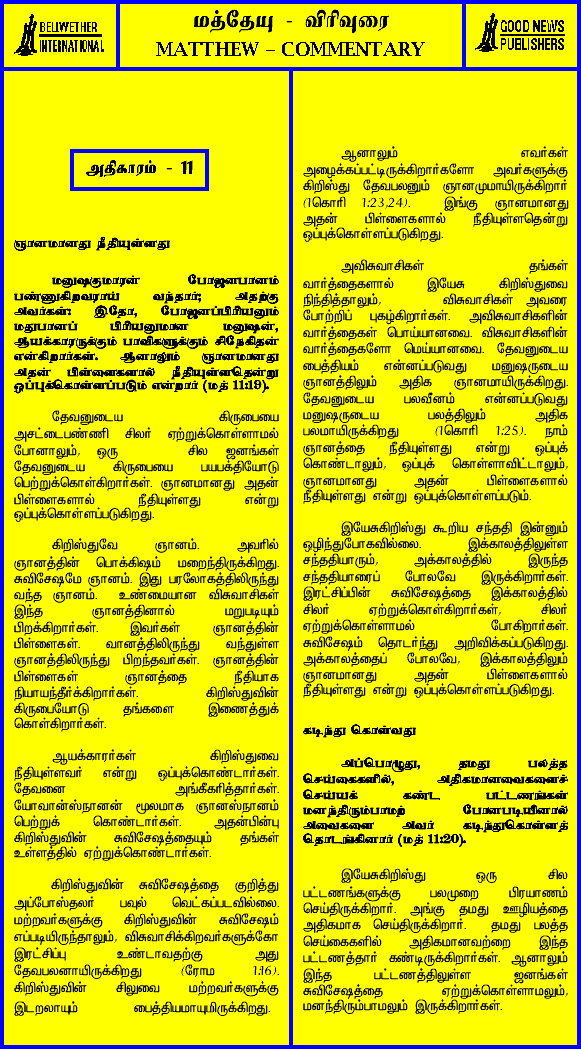 BELLWETHER
INTERNATIONAL
மத்தேயு - விரிவுரை
MATTHEW – COMMENTARY
GOOD NEWS
PUBLISHERS
அதிகாரம் - 11
ஞானமானது நீதியுள்ளது
மனுஷகுமாரன் போஜனபானம்
பண்ணுகிறவராய் வந்தார்; அதற்கு
அவர்கள்: இதோ, போஜனப்பிரியனும்
மதுபானப் பிரியனுமான மனுஷன்,
ஆயக்காரருக்கும் பாவிகளுக்கும் சிநேகிதன்
என்கிறார்கள். ஆனாலும் ஞானமானது
அதன் பிள்ளைகளால் நீதியுள்ளதென்று
ஒப்புக்கொள்ளப்படும் என்றார் (மத் 11:19).
தேவனுடைய கிருபையை
அசட்டைபண்ணி சிலர் ஏற்றுக்கொள்ளாமல்
போனாலும், ஒரு சில ஜனங்கள்
தேவனுடைய கிருபையை பயபக்தியோடு
பெற்றுக்கொள்கிறார்கள். ஞானமானது அதன்
பிள்ளைகளால் நீதியுள்ளது என்று
ஒப்புக்கொள்ளப்படுகிறது.
கிறிஸ்துவே ஞானம். அவரில்
ஞானத்தின் பொக்கிஷம் மறைந்திருக்கிறது.
சுவிசேஷமே ஞானம். இது பரலோகத்திலிருந்து
வந்த ஞானம். உண்மையான விசுவாசிகள்
இந்த ஞானத்தினால் மறுபடியும்
பிறக்கிறார்கள். இவர்கள் ஞானத்தின்
பிள்ளைகள். வானத்திலிருந்து வந்துள்ள
ஞானத்திலிருந்து பிறந்தவர்கள். ஞானத்தின்
பிள்ளைகள் ஞானத்தை நீதியாக
நியாயந்தீர்க்கிறார்கள். கிறிஸ்துவின்
கிருபையோடு தங்களை இணைத்துக்
கொள்கிறார்கள்.
ஆயக்காரர்கள் கிறிஸ்துவை
நீதியுள்ளவர் என்று ஒப்புக்கொண்டார்கள்.
தேவனை அங்கீகரித்தார்கள்.
யோவான்ஸ்நானன் மூலமாக ஞானஸ்நானம்
பெற்றுக் கொண்டார்கள். அதன்பின்பு
கிறிஸ்துவின் சுவிசேஷத்தையும் தங்கள்
உள்ளத்தில் ஏற்றுக்கொண்டார்கள்.
கிறிஸ்துவின் சுவிசேஷத்தை குறித்து
அப்போஸ்தலர் பவுல் வெட்கப்படவில்லை.
மற்றவர்களுக்கு கிறிஸ்துவின் சுவிசேஷம்
எப்படியிருந்தாலும், விசுவாசிக்கிறவர்களுக்கோ
இரட்சிப்பு உண்டாவதற்கு அது
தேவபலனாயிருக்கிறது (ரோம 1:16).
கிறிஸ்துவின் சிலுவை மற்றவர்களுக்கு
இடறலாயும் பைத்தியமாயுமிருக்கிறது.
ஆனாலும் எவர்கள்
அழைக்கப்பட்டிருக்கிறார்களோ அவர்களுக்கு
கிறிஸ்து தேவபலனும் ஞானமுமாயிருக்கிறார்
(1கொரி 1:23,24). இங்கு ஞானமானது
அதன் பிள்ளைகளால் நீதியுள்ளதென்று
ஒப்புக்கொள்ளப்படுகிறது.
அவிசுவாசிகள் தங்கள்
வார்த்தைகளால் இயேசு கிறிஸ்துவை
நிந்தித்தாலும், விசுவாசிகள் அவரை
போற்றிப் புகழ்கிறார்கள். அவிசுவாசிகளின்
வார்த்தைகள் பொய்யானவை. விசுவாசிகளின்
வார்த்தைகளோ மெய்யானவை. தேவனுடைய
பைத்தியம் என்னப்படுவது மனுஷருடைய
ஞானத்திலும் அதிக ஞானமாயிருக்கிறது.
தேவனுடைய பலவீனம் என்னப்படுவது
மனுஷருடைய பலத்திலும் அதிக
பலமாயிருக்கிறது (1கொரி 1:25). நாம்
ஞானத்தை நீதியுள்ளது என்று ஒப்புக்
கொண்டாலும், ஒப்புக் கொள்ளாவிட்டாலும்,
ஞானமானது அதன் பிள்ளைகளால்
நீதியுள்ளது என்று ஒப்புக்கொள்ளப்படும்.
இயேசுகிறிஸ்து கூறிய சந்ததி இன்னும்
ஒழிந்துபோகவில்லை. இக்காலத்திலுள்ள
சந்ததியாரும், அக்காலத்தில் இருந்த
சந்ததியாரைப் போலவே இருக்கிறார்கள்.
இரட்சிப்பின் சுவிசேஷத்தை இக்காலத்தில்
சிலர் ஏற்றுக்கொள்கிறார்கள், சிலர்
ஏற்றுக்கொள்ளாமல் போகிறார்கள்.
சுவிசேஷம் தொடர்ந்து அறிவிக்கப்படுகிறது.
அக்காலத்தைப் போலவே, இக்காலத்திலும்
ஞானமானது அதன் பிள்ளைகளால்
நீதியுள்ளது என்று ஒப்புக்கொள்ளப்படுகிறது.
கடிந்து கொள்வது
அப்பொழுது, தமது பலத்த
செய்கைகளில், அதிகமானவைகளைச்
செய்யக் கண்ட பட்டணங்கள்
மனந்திரும்பாமற் போனபடியினால்
அவைகளை அவர் கடிந்துகொள்ளத்
தொடங்கினார் (மத் 11:20).
இயேசுகிறிஸ்து ஒரு சில
பட்டணங்களுக்கு பலமுறை பிரயாணம்
செய்திருக்கிறார். அங்கு தமது ஊழியத்தை
அதிகமாக செய்திருக்கிறார். தமது பலத்த
செய்கைகளில் அதிகமானவற்றை இந்த
பட்டணத்தார் கண்டிருக்கிறார்கள். ஆனாலும்
இந்த பட்டணத்திலுள்ள ஜனங்கள்
சுவிசேஷத்தை ஏற்றுக்கொள்ளாமலும்,
மனந்திரும்பாமலும் இருக்கிறார்கள்.